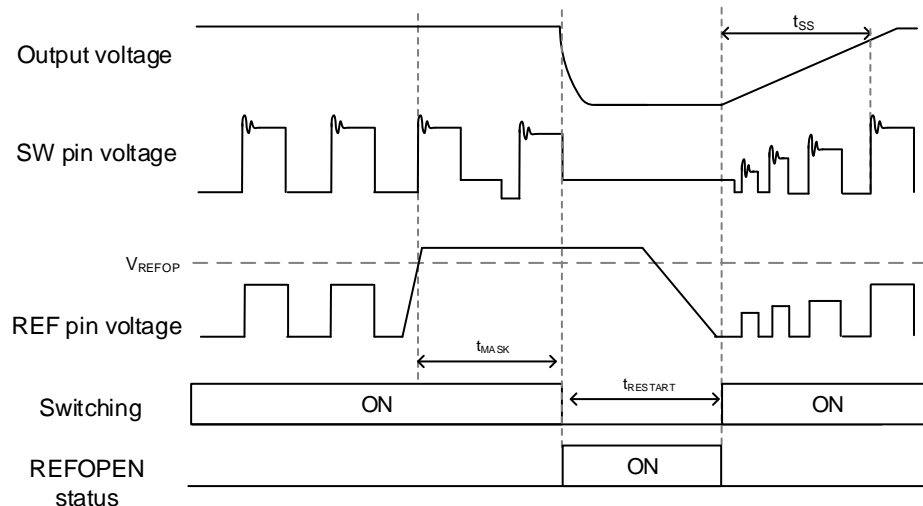 tSS
Output voltage
SW pin voltage
VREFOP
REF pin voltage
tMASK
tRESTART
Switching
ON
ON
REFOPEN
status
ON